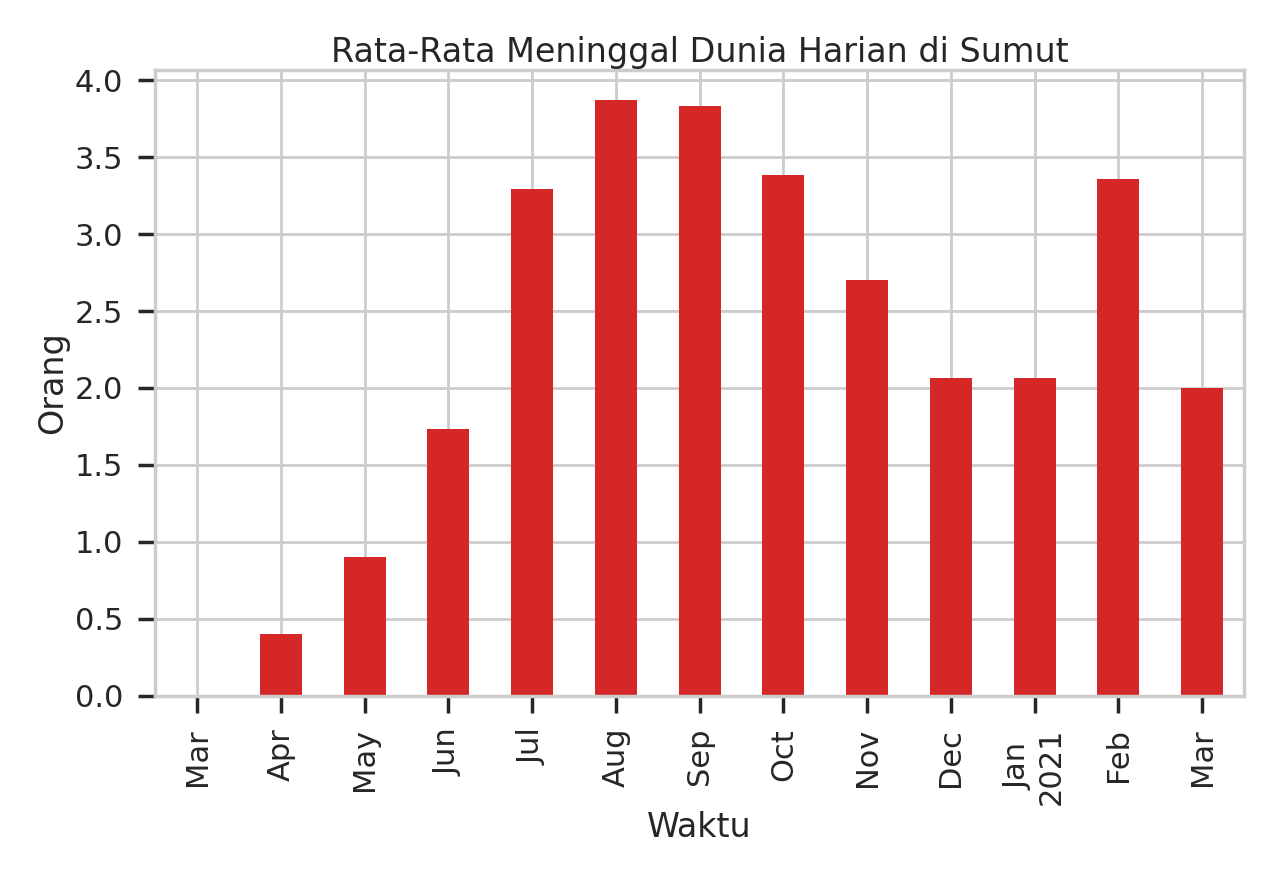 Rata-Rata Meninggal Dunia Harian di Sumut
4.0
3.5
3.0
2.5
2.0
1.5
1.0
0.5
0.0
Orang
Mar
Apr
May
Jun
Jul
Aug
Sep
Oct
Nov
Dec
Jan
2021
Feb
Mar
Waktu